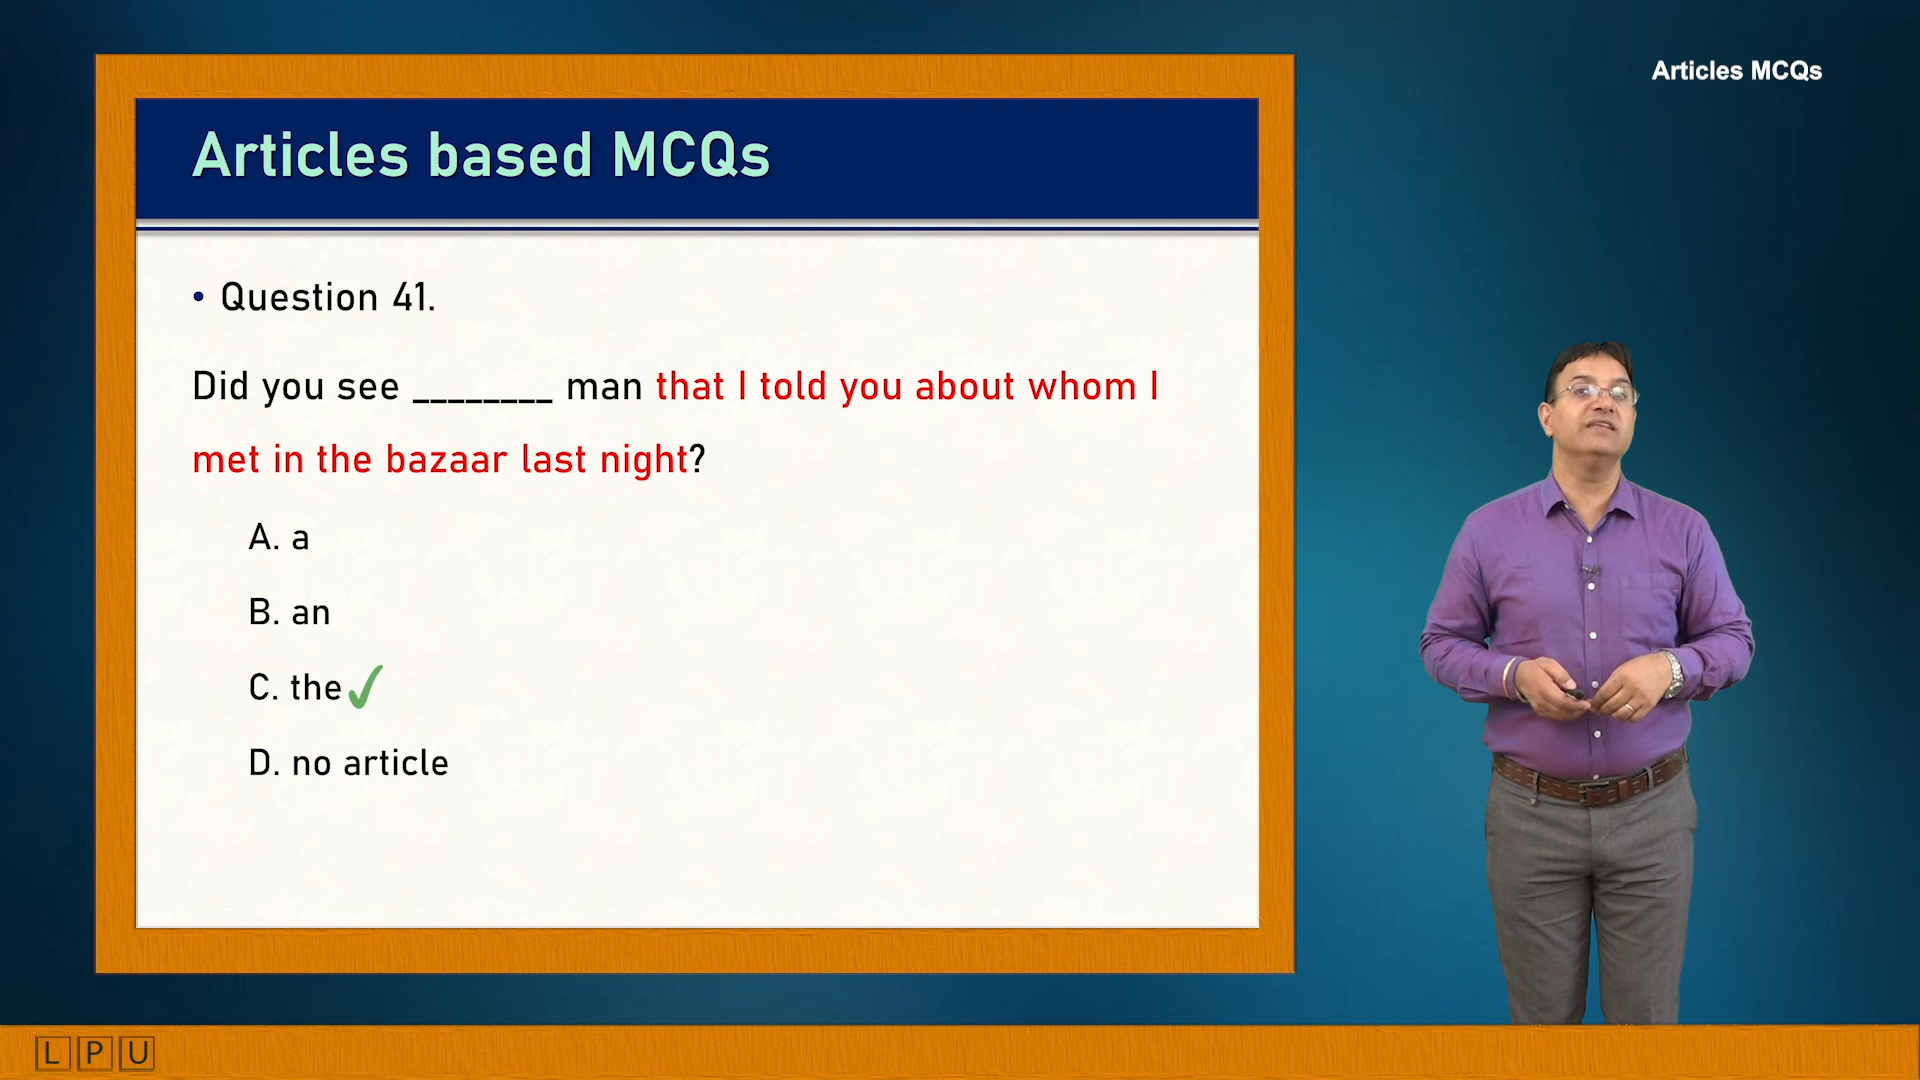 Articles MCQs
Articles based MCQs
• Question 41.
Did you see ________ man that I told you about whom I
met in the bazaar last night?
A. a
B. an
C. the✓
D. no article
L P U